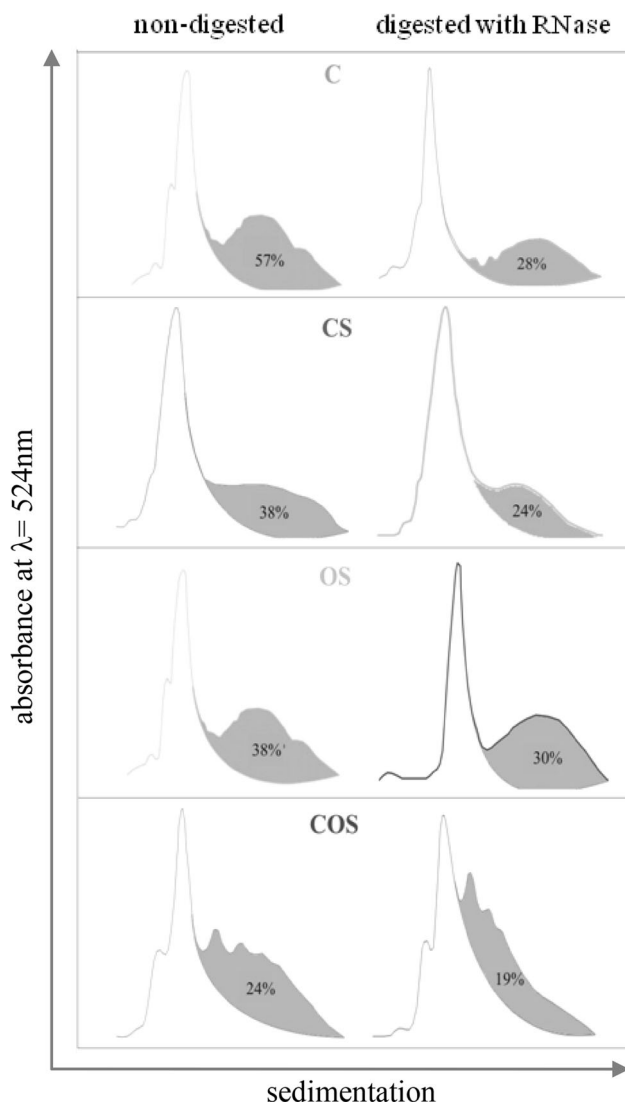 non-digested digested with RNase
C
57% 28%
CS
38% 24%
OS
38%' 30%
COS
24% 19%
absorbance at λ= 524nm
sedimentation